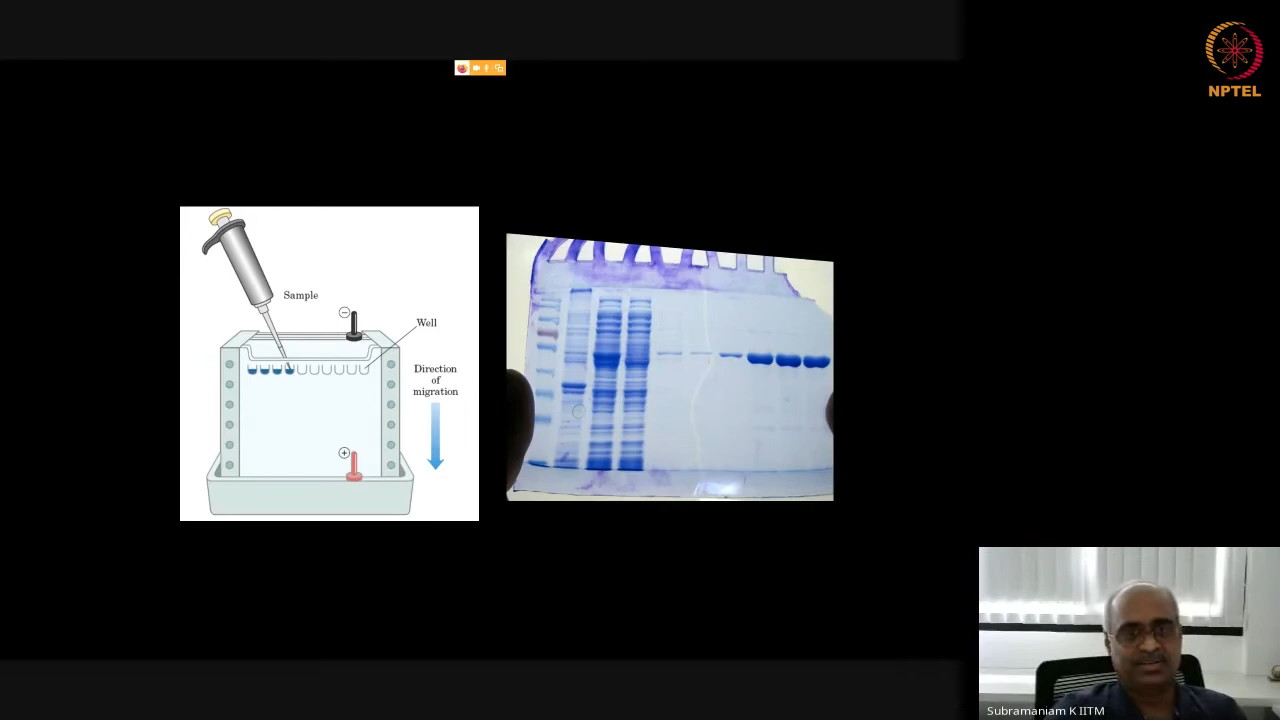 NPTEL
Sample
−
Well
Direction
of
migration
+
Subramaniam K IITM